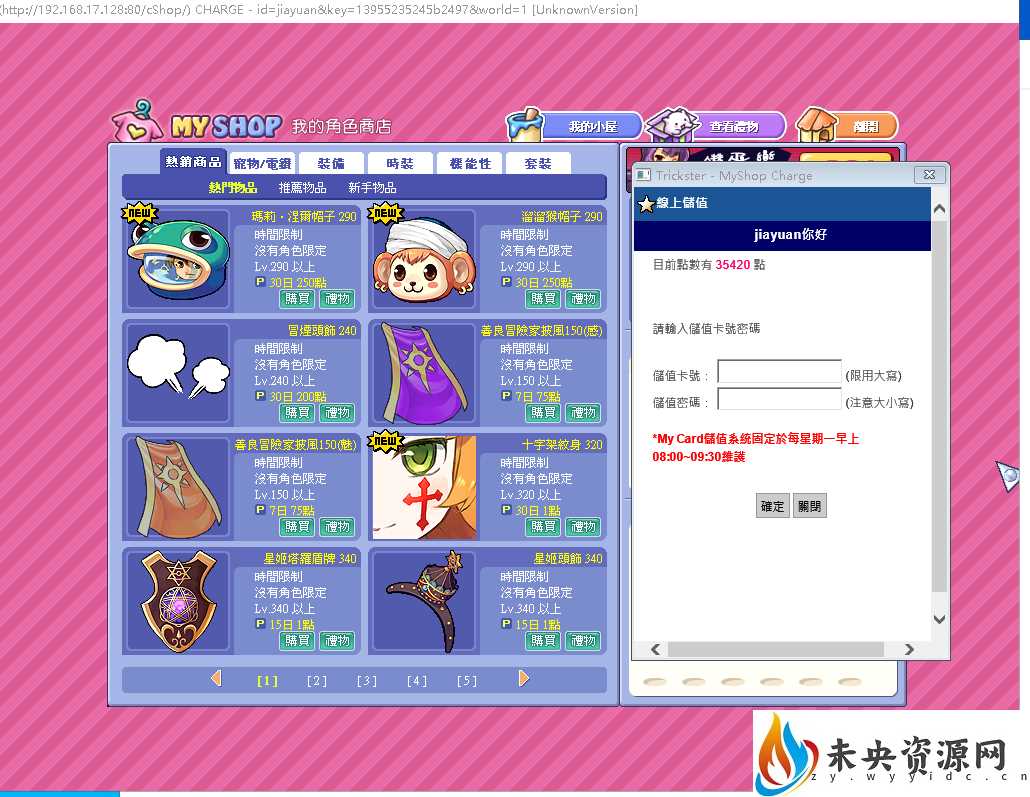 (http://192.168.17.128:80/cShop/) CHARGE - id=jiayuan&key=13955235245b2497&world=1 [UnknownVersion]
MYSHOP 我的角色商店
我的小屋
查看禮物
離開
熱銷商品 寵物/電鑽 裝備 時裝 機能性 套裝
熱門物品 推薦物品 新手物品
NEW
瑪莉·涅爾帽子 290
時間限制
沒有角色限定
Lv.290 以上
P 30日 250點
購買 禮物
NEW
溜溜猴帽子 290
時間限制
沒有角色限定
Lv.290 以上
P 30日 250點
購買 禮物
冒煙頭飾 240
時間限制
沒有角色限定
Lv.240 以上
P 30日 200點
購買 禮物
善良冒險家披風150(感)
時間限制
沒有角色限定
Lv.150 以上
P 7日 75點
購買 禮物
善良冒險家披風150(魅)
時間限制
沒有角色限定
Lv.150 以上
P 7日 75點
購買 禮物
NEW
十字架紋身 320
時間限制
沒有角色限定
Lv.320 以上
P 30日 1點
購買 禮物
星姬塔羅盾牌 340
時間限制
沒有角色限定
Lv.340 以上
P 15日 1點
購買 禮物
星姬頭飾 340
時間限制
沒有角色限定
Lv.340 以上
P 15日 1點
購買 禮物
[1] [2] [3] [4] [5]
Trickster - MyShop Charge
線上儲值
jiayuan你好
目前點數有 35420 點
請輸入儲值卡號密碼
儲值卡號： (限用大寫)
儲值密碼： (注意大小寫)
*My Card儲值系統固定於每星期一早上
08:00~09:30維護
確定 關閉
未央资源网
zy.wyyidc.cn